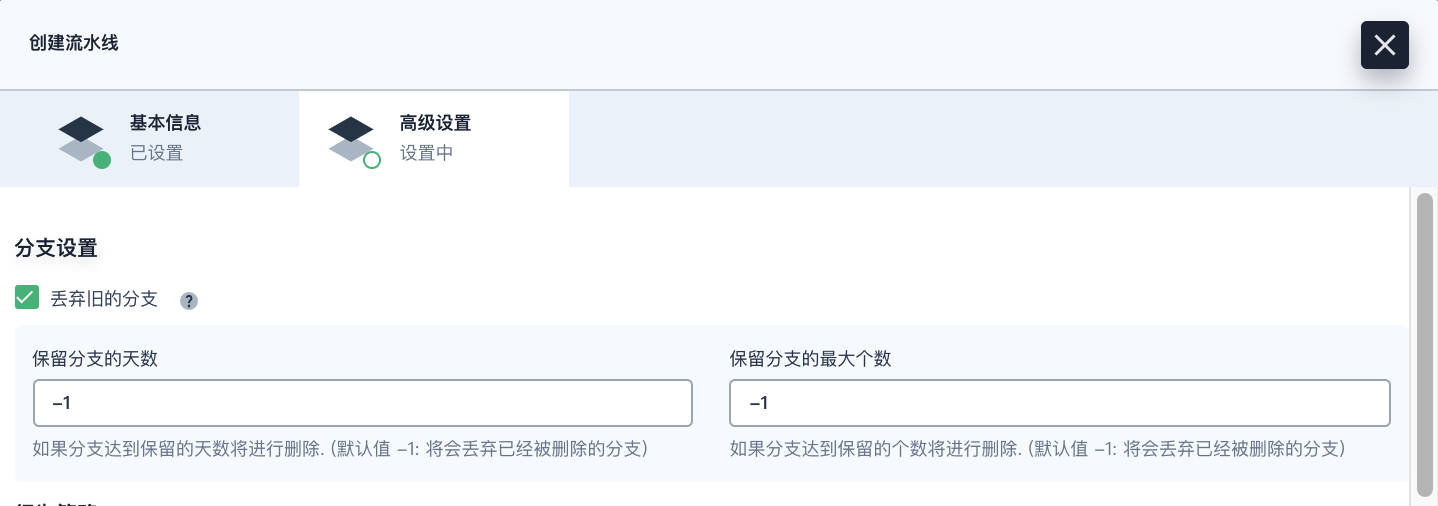 创建流水线
基本信息
已设置
高级设置
设置中
分支设置
丢弃旧的分支 ?
保留分支的天数
-1
如果分支达到保留的天数将进行删除. (默认值 -1: 将会丢弃已经被删除的分支)
保留分支的最大个数
-1
如果分支达到保留的个数将进行删除. (默认值 -1: 将会丢弃已经被删除的分支)